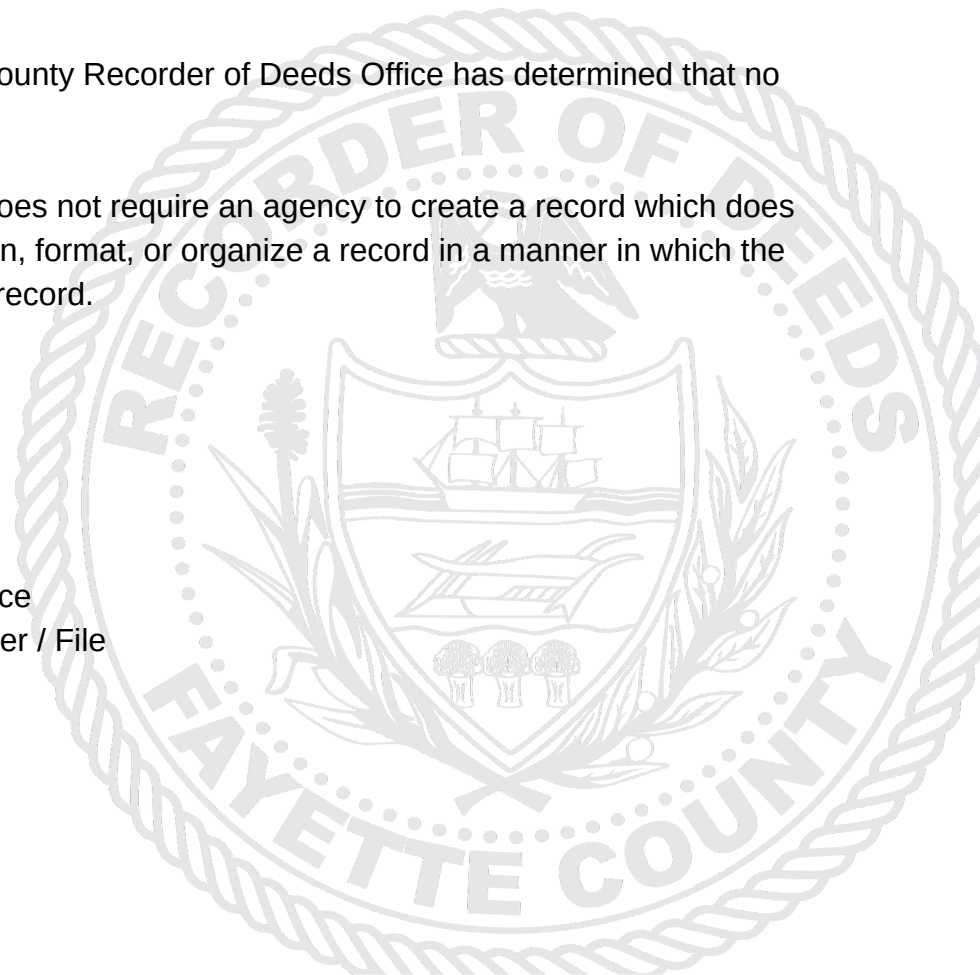 ounty Recorder of Deeds Office has determined that no
oes not require an agency to create a record which does
n, format, or organize a record in a manner in which the
record.
ce
er / File
RECORDER OF DEEDS
FAYETTE COUNTY